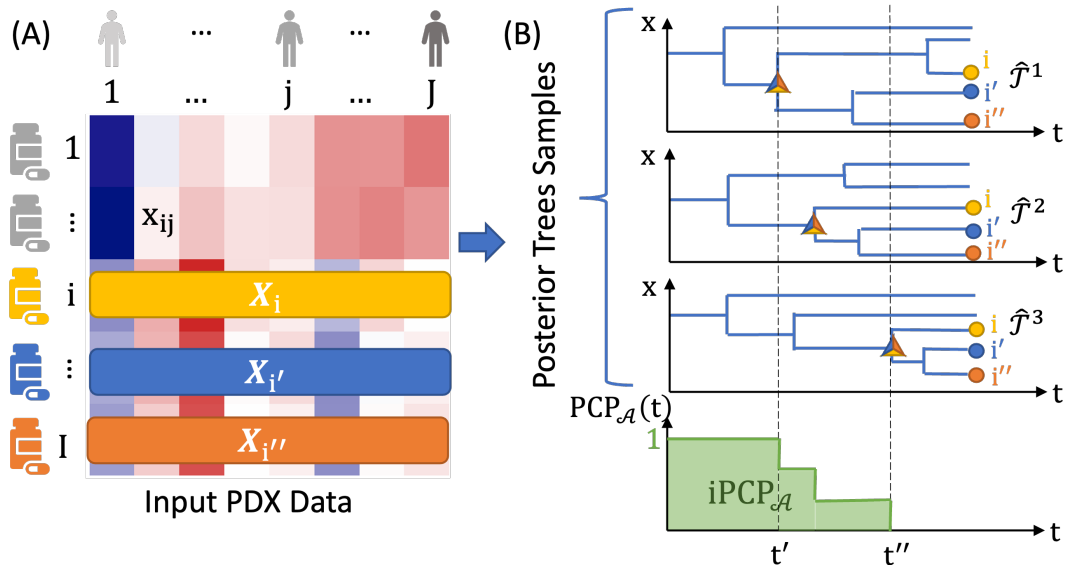 (A)
... ...
1 ... j ... J
1
...
x_ij
i
X_i
...
X_i′
I
X_i″
Input PDX Data
(B)
Posterior Trees Samples
x
i
i′
i″
𝒯̂¹
t
x
i
i′
i″
𝒯̂²
t
x
i
i′
i″
𝒯̂³
t
PCP_𝒜(t)
1
iPCP_𝒜
t
t′ t″